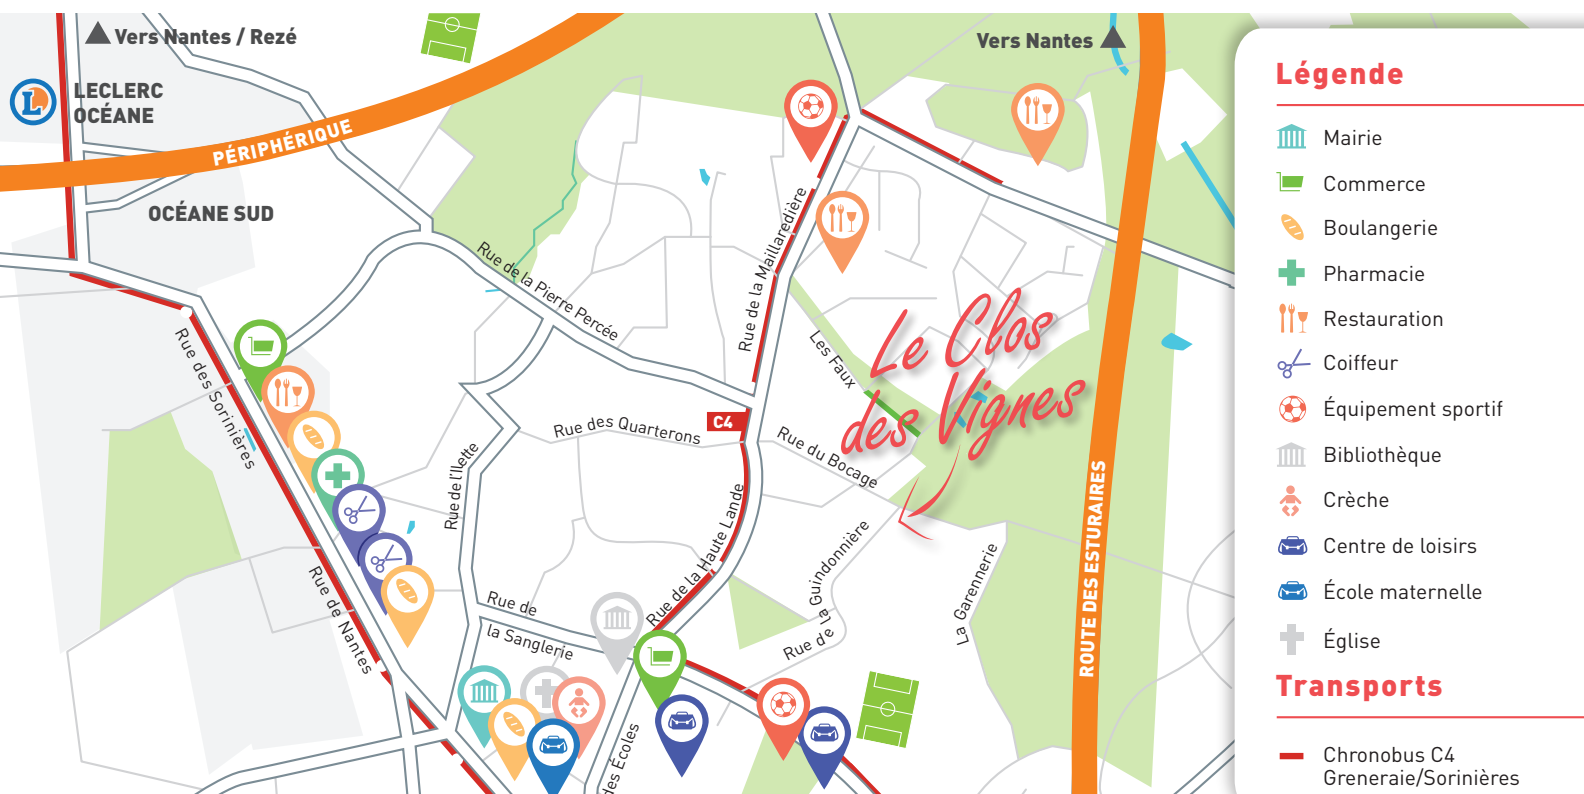 Vers Nantes / Rezé
LECLERC
OCÉANE
PÉRIPHÉRIQUE
OCÉANE SUD
Vers Nantes
Rue de la Pierre Percée
Rue de la Maillaredière
Les Faux
Le Clos
des Vignes
Rue des Sorinières
Rue des Quarterons
C4
Rue du Bocage
Rue de l'Ilette
Rue de la Haute Lande
Rue de la Guindonnière
La Garennerie
ROUTE DES ESTURAIRES
Rue de Nantes
Rue de
la Sanglerie
des Écoles
Légende
Mairie
Commerce
Boulangerie
Pharmacie
Restauration
Coiffeur
Équipement sportif
Bibliothèque
Crèche
Centre de loisirs
École maternelle
Église
Transports
Chronobus C4
Greneraie/Sorinières